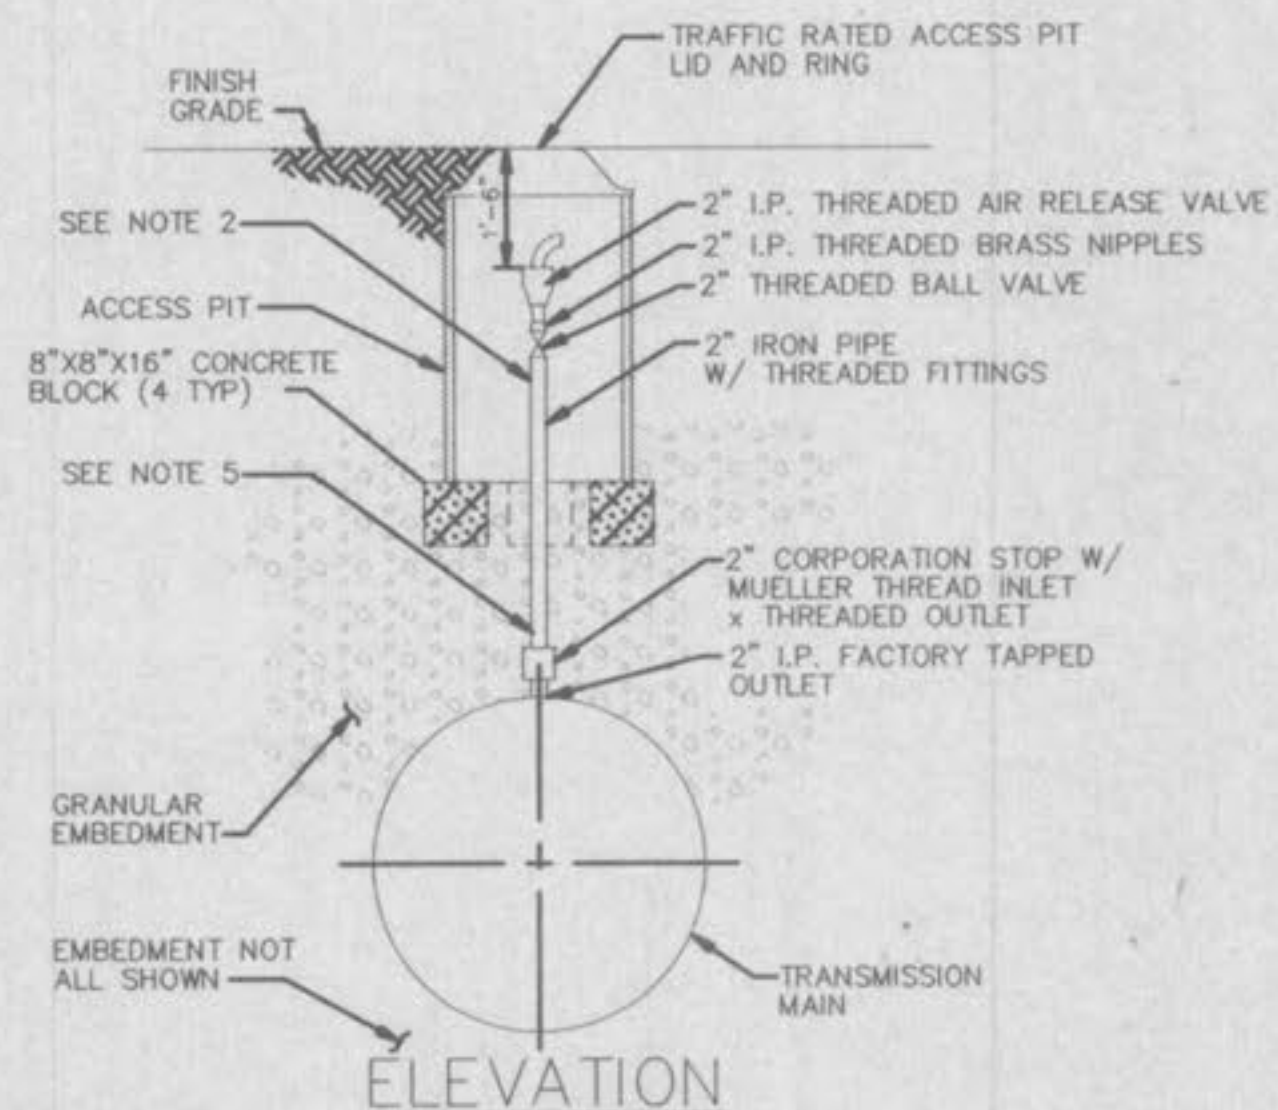 TRAFFIC RATED ACCESS PIT
LID AND RING
FINISH
GRADE
1'-6"
SEE NOTE 2
2" I.P. THREADED AIR RELEASE VALVE
2" I.P. THREADED BRASS NIPPLES
2" THREADED BALL VALVE
ACCESS PIT
2" IRON PIPE
W/ THREADED FITTINGS
8"X8"X16" CONCRETE
BLOCK (4 TYP)
SEE NOTE 5
2" CORPORATION STOP W/
MUELLER THREAD INLET
x THREADED OUTLET
2" I.P. FACTORY TAPPED
OUTLET
GRANULAR
EMBEDMENT
EMBEDMENT NOT
ALL SHOWN
TRANSMISSION
MAIN
ELEVATION